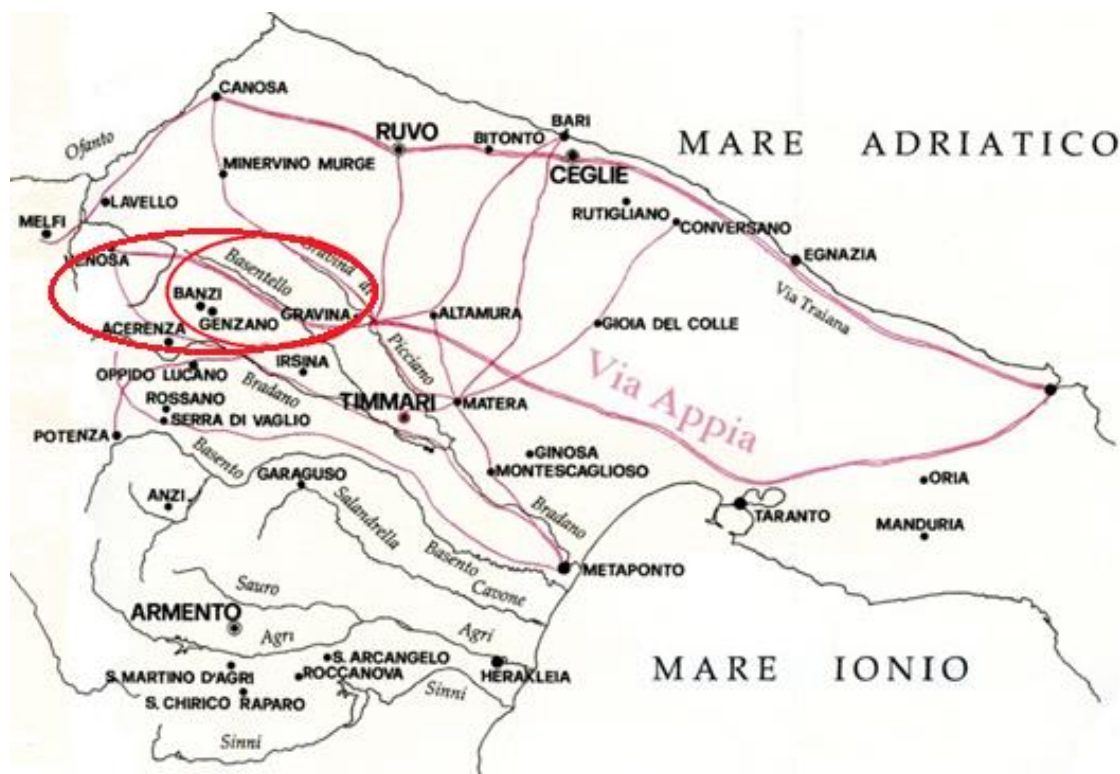 CANOSA
BARI
Ofanto
RUVO
BITONTO
MARE ADRIATICO
CEGLIE
MINERVINO MURGE
LAVELLO
RUTIGLIANO
CONVERSANO
MELFI
VENOSA
Gravina di
EGNAZIA
Basentello
Via Traiana
BANZI
GENZANO
GRAVINA
ALTAMURA
GIOIA DEL COLLE
ACERENZA
Picciano
Via Appia
IRSINA
OPPIDO LUCANO
Bradano
TIMMARI
MATERA
ROSSANO
SERRA DI VAGLIO
POTENZA
GINOSA
MONTESCAGLIOSO
Basento
GARAGUSO
ORIA
ANZI
Salandrella
Bradano
TARANTO
MANDURIA
Basento
METAPONTO
Cavone
Sauro
ARMENTO
Agri
Agri
S. ARCANGELO
MARE IONIO
S. MARTINO D'AGRI
ROCCANOVA
HERAKLEIA
S. CHIRICO RAPARO
Sinni
Sinni